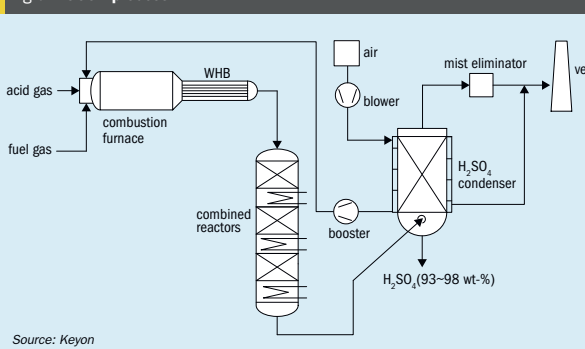 acid gas
fuel gas
combustion
furnace
WHB
combined
reactors
air
blower
booster
mist eliminator
H₂SO₄
condenser
H₂SO₄(93~98 wt-%)
Source: Keyon